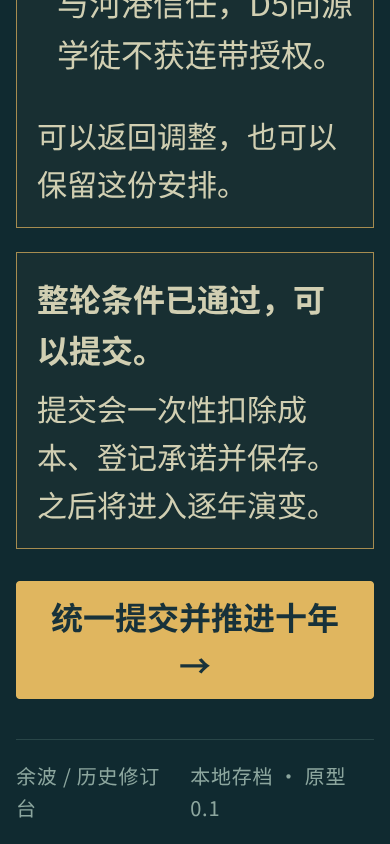 与河港信任，D5同源
学徒不获连带授权。
可以返回调整，也可以
保留这份安排。
整轮条件已通过，可
以提交。
提交会一次性扣除成
本、登记承诺并保存。
之后将进入逐年演变。
统一提交并推进十年
→
余波 / 历史修订
台
本地存档 · 原型
0.1